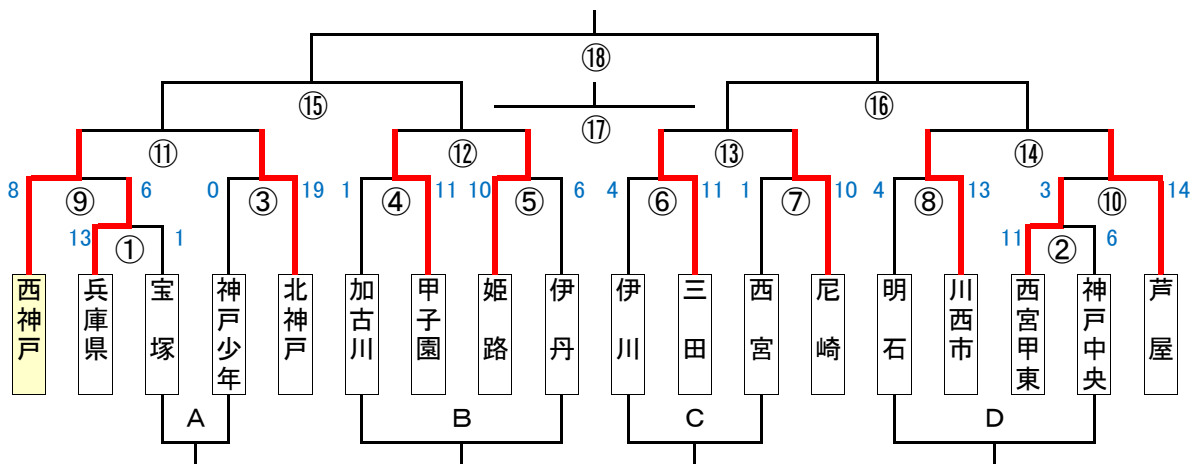 ⑱
⑮
⑯
⑰
⑪
⑫
⑬
⑭
8 ⑨ 6 0 ③ 19 1 ④ 11 10 ⑤ 6 4 ⑥ 11 1 ⑦ 10 4 ⑧ 13 3 ⑩ 14
13 ① 1 11 ② 6
西神戸
兵庫県
宝塚
神戸少年
北神戸
加古川
甲子園
姫路
伊丹
伊川
三田
西宮
尼崎
明石
川西市
西宮甲東
神戸中央
芦屋
A B C D